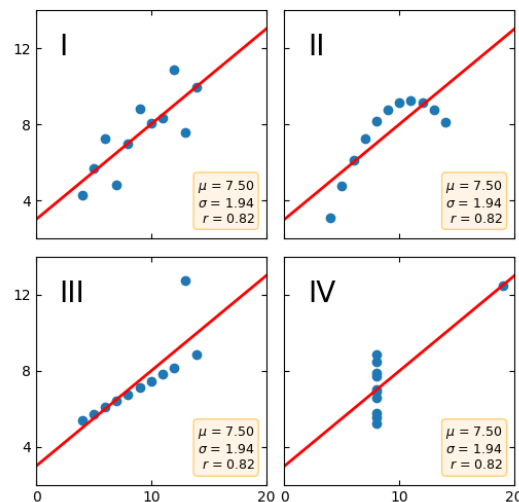 I
II
12
8
4
μ = 7.50
σ = 1.94
r = 0.82
μ = 7.50
σ = 1.94
r = 0.82
III
IV
12
8
4
μ = 7.50
σ = 1.94
r = 0.82
μ = 7.50
σ = 1.94
r = 0.82
0 10 20 0 10 20